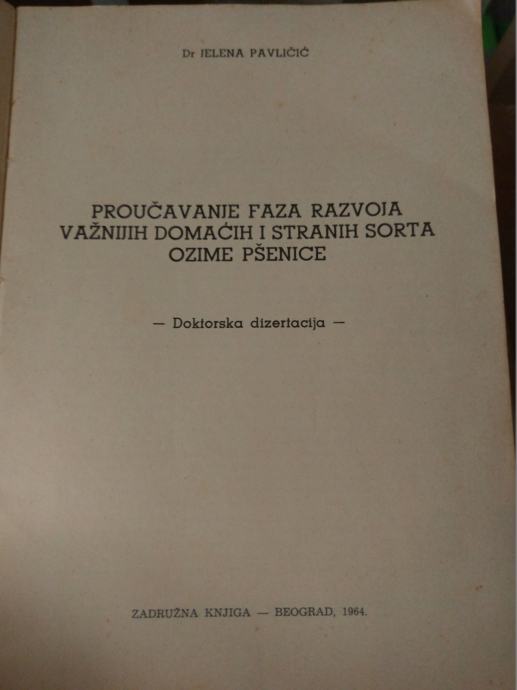 Dr JELENA PAVLIČIĆ
PROUČAVANJE FAZA RAZVOJA
VAŽNIJIH DOMAĆIH I STRANIH SORTA
OZIME PŠENICE
— Doktorska dizertacija —
ZADRUŽNA KNJIGA — BEOGRAD, 1964.